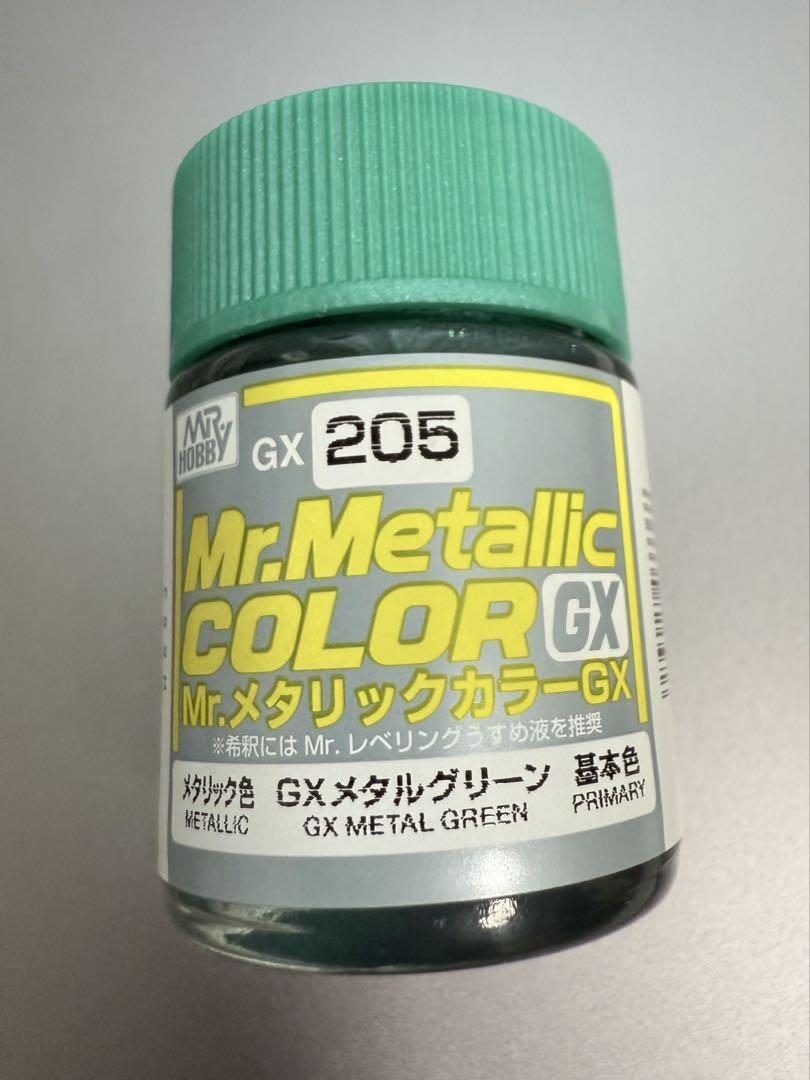 MR HOBBY
GX 205
Mr.Metallic
COLOR GX
Mr.メタリックカラーGX
※希釈には Mr. レベリングうすめ液を推奨
メタリック色 GXメタルグリーン 基本色
METALLIC GX METAL GREEN PRIMARY